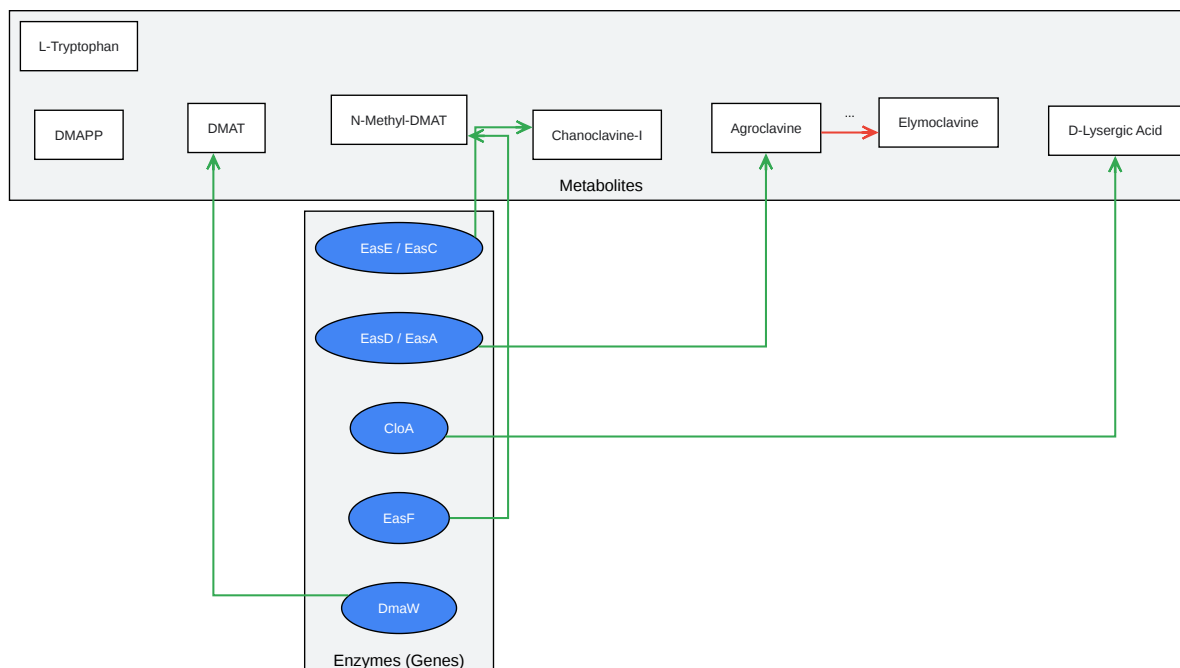 L-Tryptophan
DMAPP
DMAT
N-Methyl-DMAT
Chanoclavine-I
Agroclavine
...
Elymoclavine
D-Lysergic Acid
Metabolites
EasE / EasC
EasD / EasA
CloA
EasF
DmaW
Enzymes (Genes)